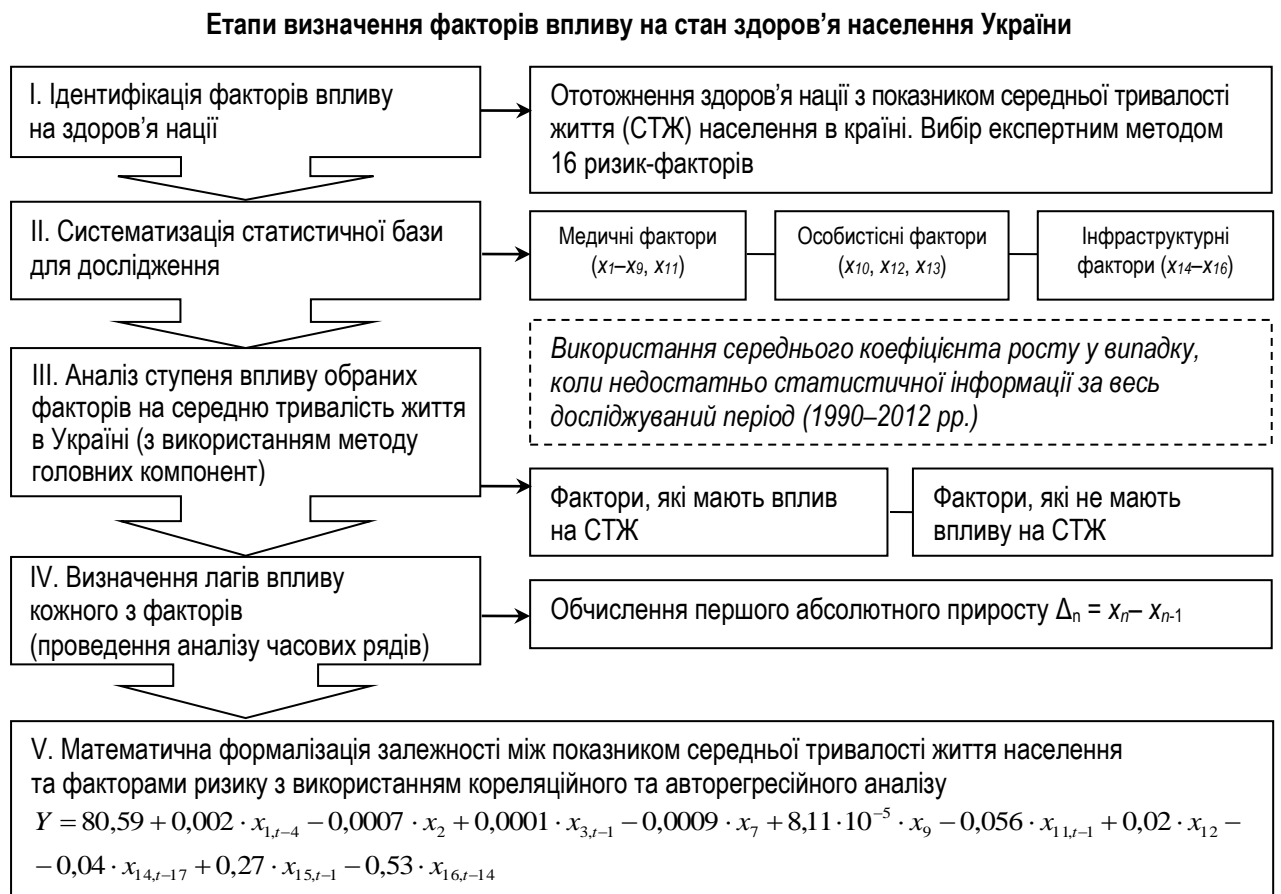 Етапи визначення факторів впливу на стан здоров’я населення України
І. Ідентифікація факторів впливу
на здоров’я нації
Ототожнення здоров’я нації з показником середньої тривалості
життя (СТЖ) населення в країні. Вибір експертним методом
16 ризик-факторів
ІІ. Систематизація статистичної бази
для дослідження
Медичні фактори
(x1–x9, x11)
Особистісні фактори
(x10, x12, x13)
Інфраструктурні
фактори (x14–x16)
Використання середнього коефіцієнта росту у випадку,
коли недостатньо статистичної інформації за весь
досліджуваний період (1990–2012 рр.)
ІІІ. Аналіз ступеня впливу обраних
факторів на середню тривалість життя
в Україні (з використанням методу
головних компонент)
Фактори, які мають вплив
на СТЖ
Фактори, які не мають
впливу на СТЖ
IV. Визначення лагів впливу
кожного з факторів
(проведення аналізу часових рядів)
Обчислення першого абсолютного приросту Δn = xn– xn-1
V. Математична формалізація залежності між показником середньої тривалості життя населення
та факторами ризику з використанням кореляційного та авторегресійного аналізу
Y = 80,59 + 0,002 · x1,t−4 − 0,0007 · x2 + 0,0001 · x3,t−1 − 0,0009 · x7 + 8,11·10−5 · x9 − 0,056 · x11,t−1 + 0,02 · x12 −
− 0,04 · x14,t−17 + 0,27 · x15,t−1 − 0,53 · x16,t−14